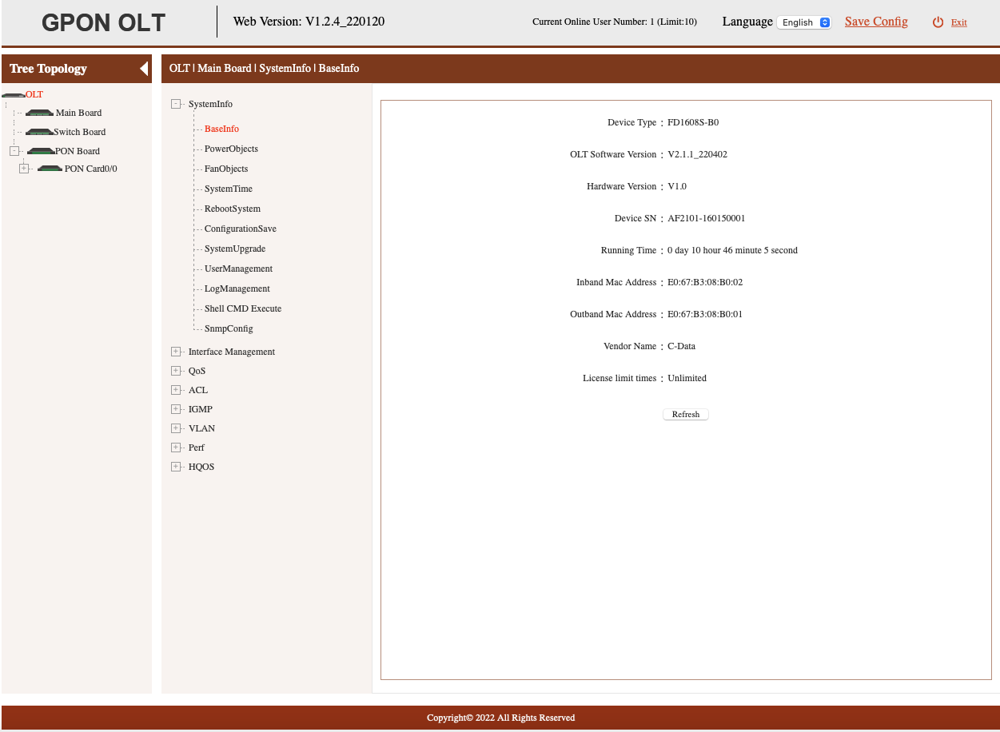 GPON OLT
Web Version: V1.2.4_220120
Current Online User Number: 1 (Limit:10)
Language English
Save Config
Exit
Tree Topology
OLT
Main Board
Switch Board
PON Board
PON Card0/0
OLT | Main Board | SystemInfo | BaseInfo
SystemInfo
BaseInfo
PowerObjects
FanObjects
SystemTime
RebootSystem
ConfigurationSave
SystemUpgrade
UserManagement
LogManagement
Shell CMD Execute
SnmpConfig
Interface Management
QoS
ACL
IGMP
VLAN
Perf
HQOS
Device Type : FD1608S-B0
OLT Software Version : V2.1.1_220402
Hardware Version : V1.0
Device SN : AF2101-160150001
Running Time : 0 day 10 hour 46 minute 5 second
Inband Mac Address : E0:67:B3:08:B0:02
Outband Mac Address : E0:67:B3:08:B0:01
Vendor Name : C-Data
License limit times : Unlimited
Refresh
Copyright© 2022 All Rights Reserved